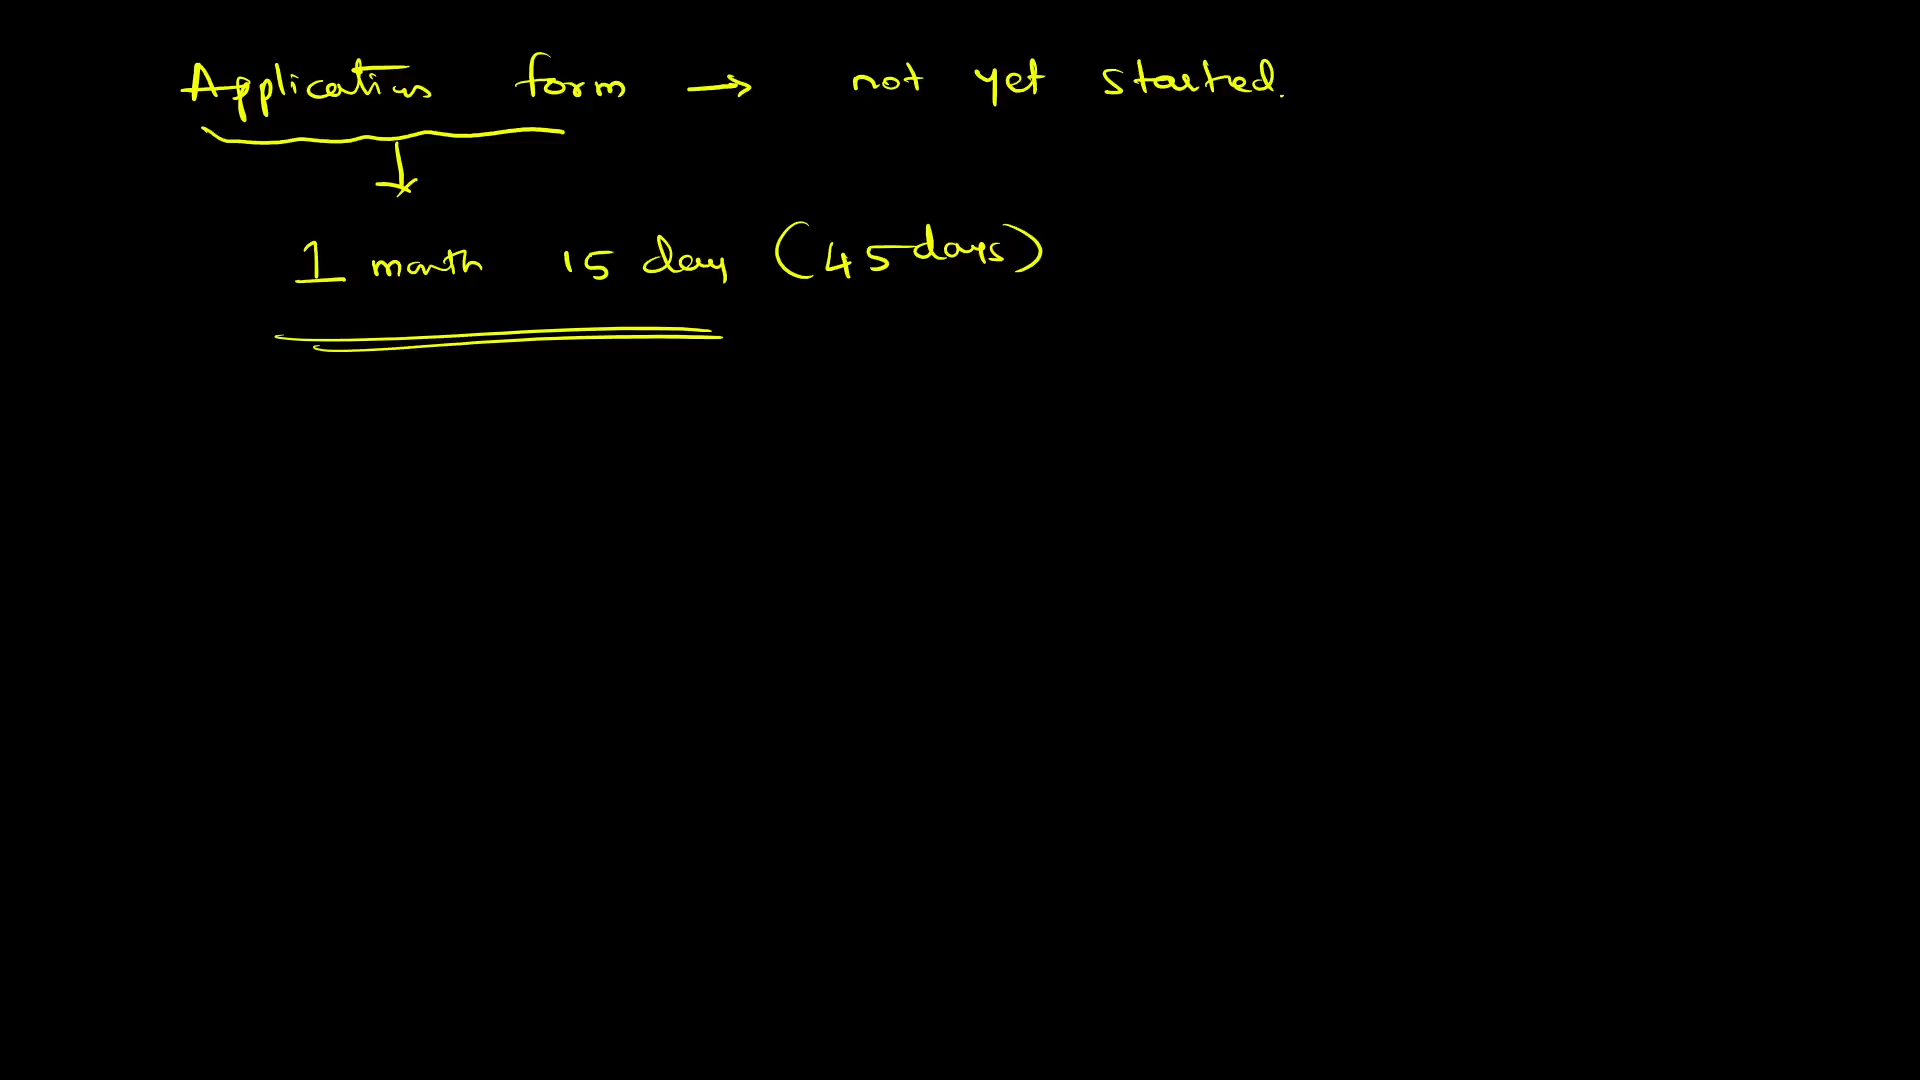 Application form → not yet started.
1 month 15 day (45 days)